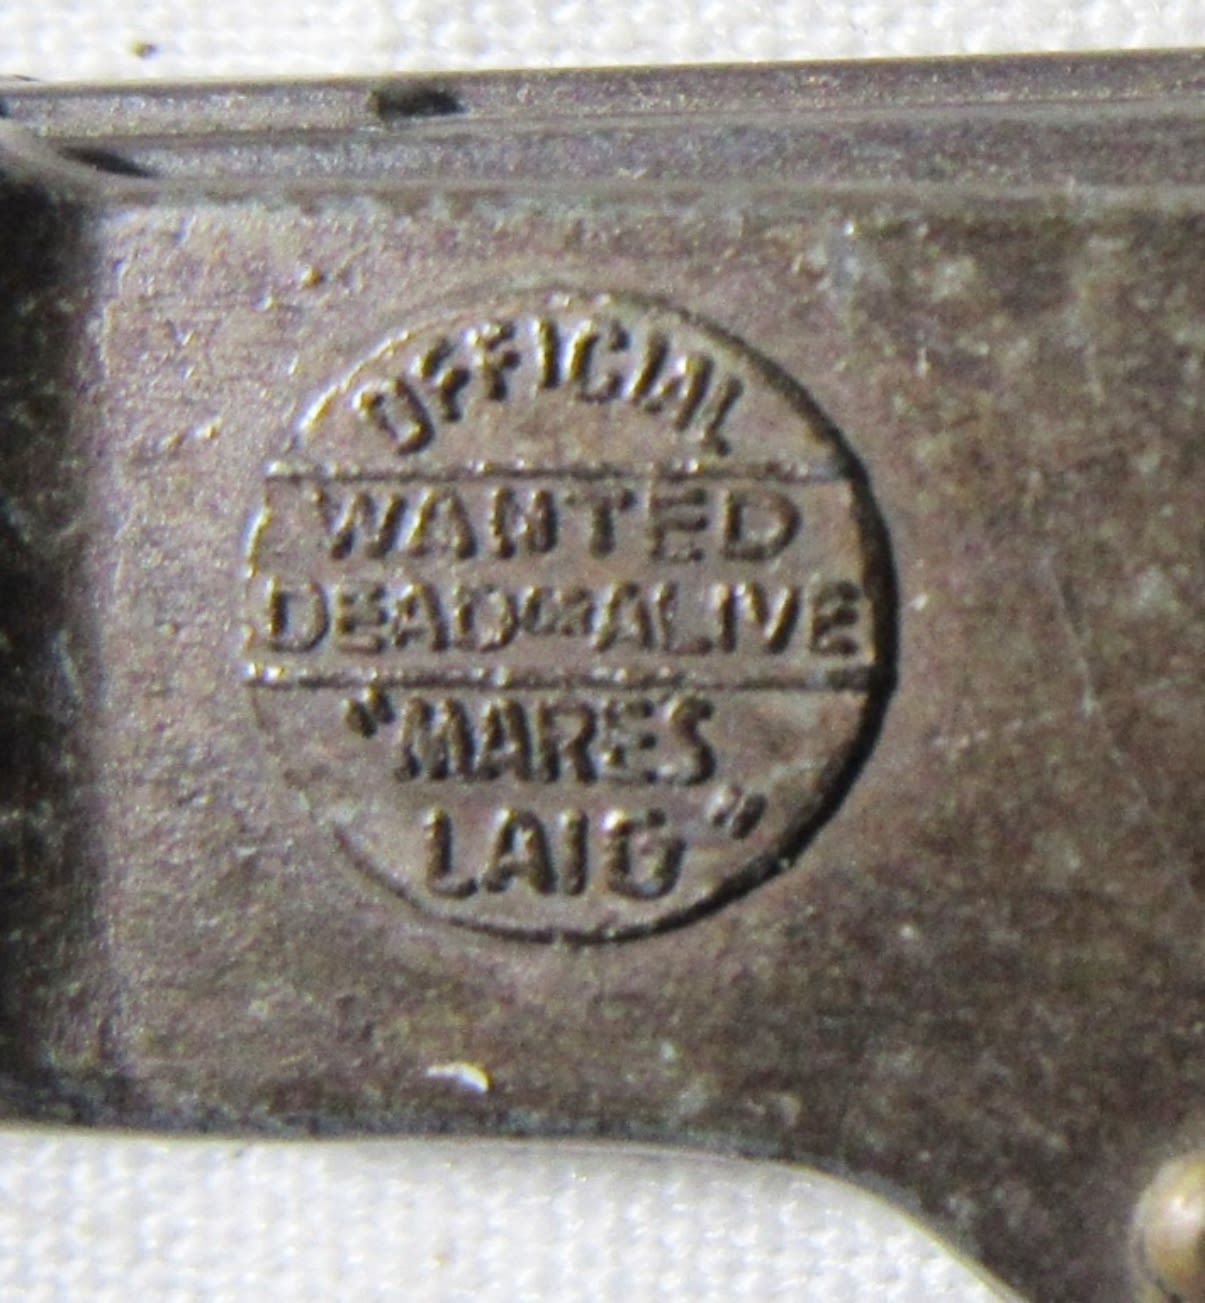 OFFICIAL
WANTED
DEAD OR ALIVE
"MARES
LAIG"